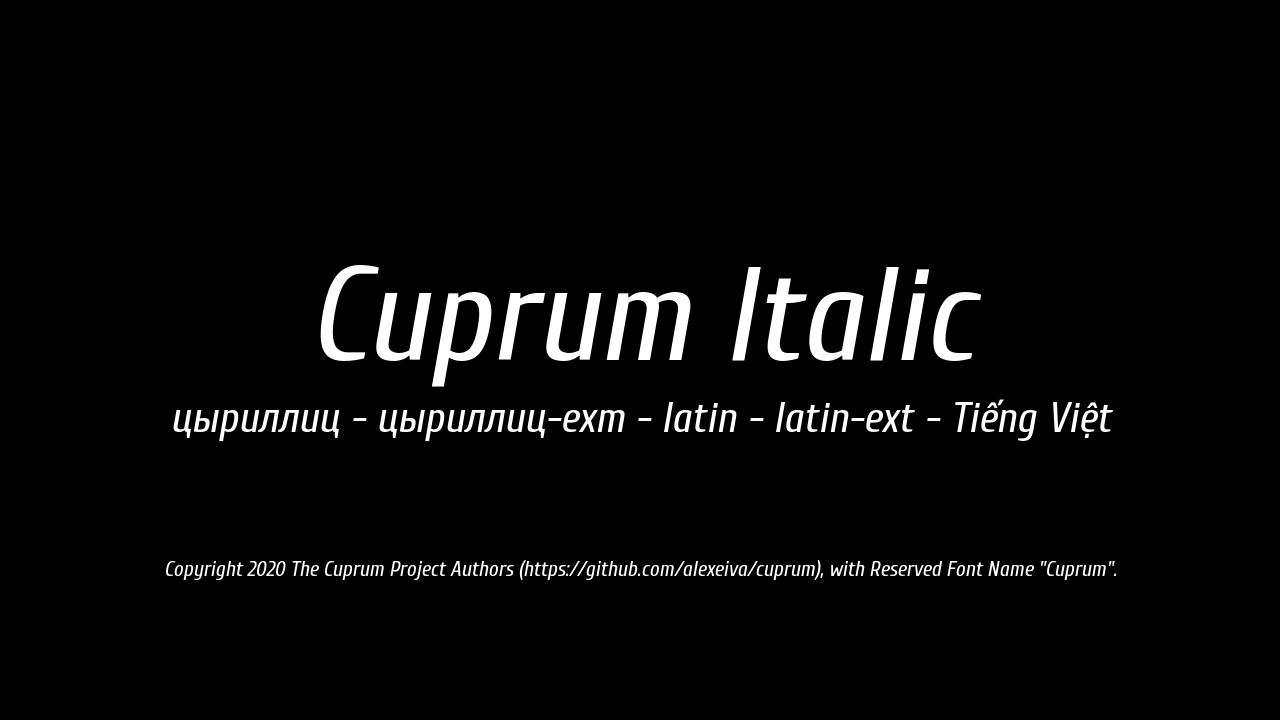 Cuprum Italic
цыриллиц - цыриллиц-ехт - latin - latin-ext - Tiếng Việt
Copyright 2020 The Cuprum Project Authors (https://github.com/alexeiva/cuprum), with Reserved Font Name "Cuprum".